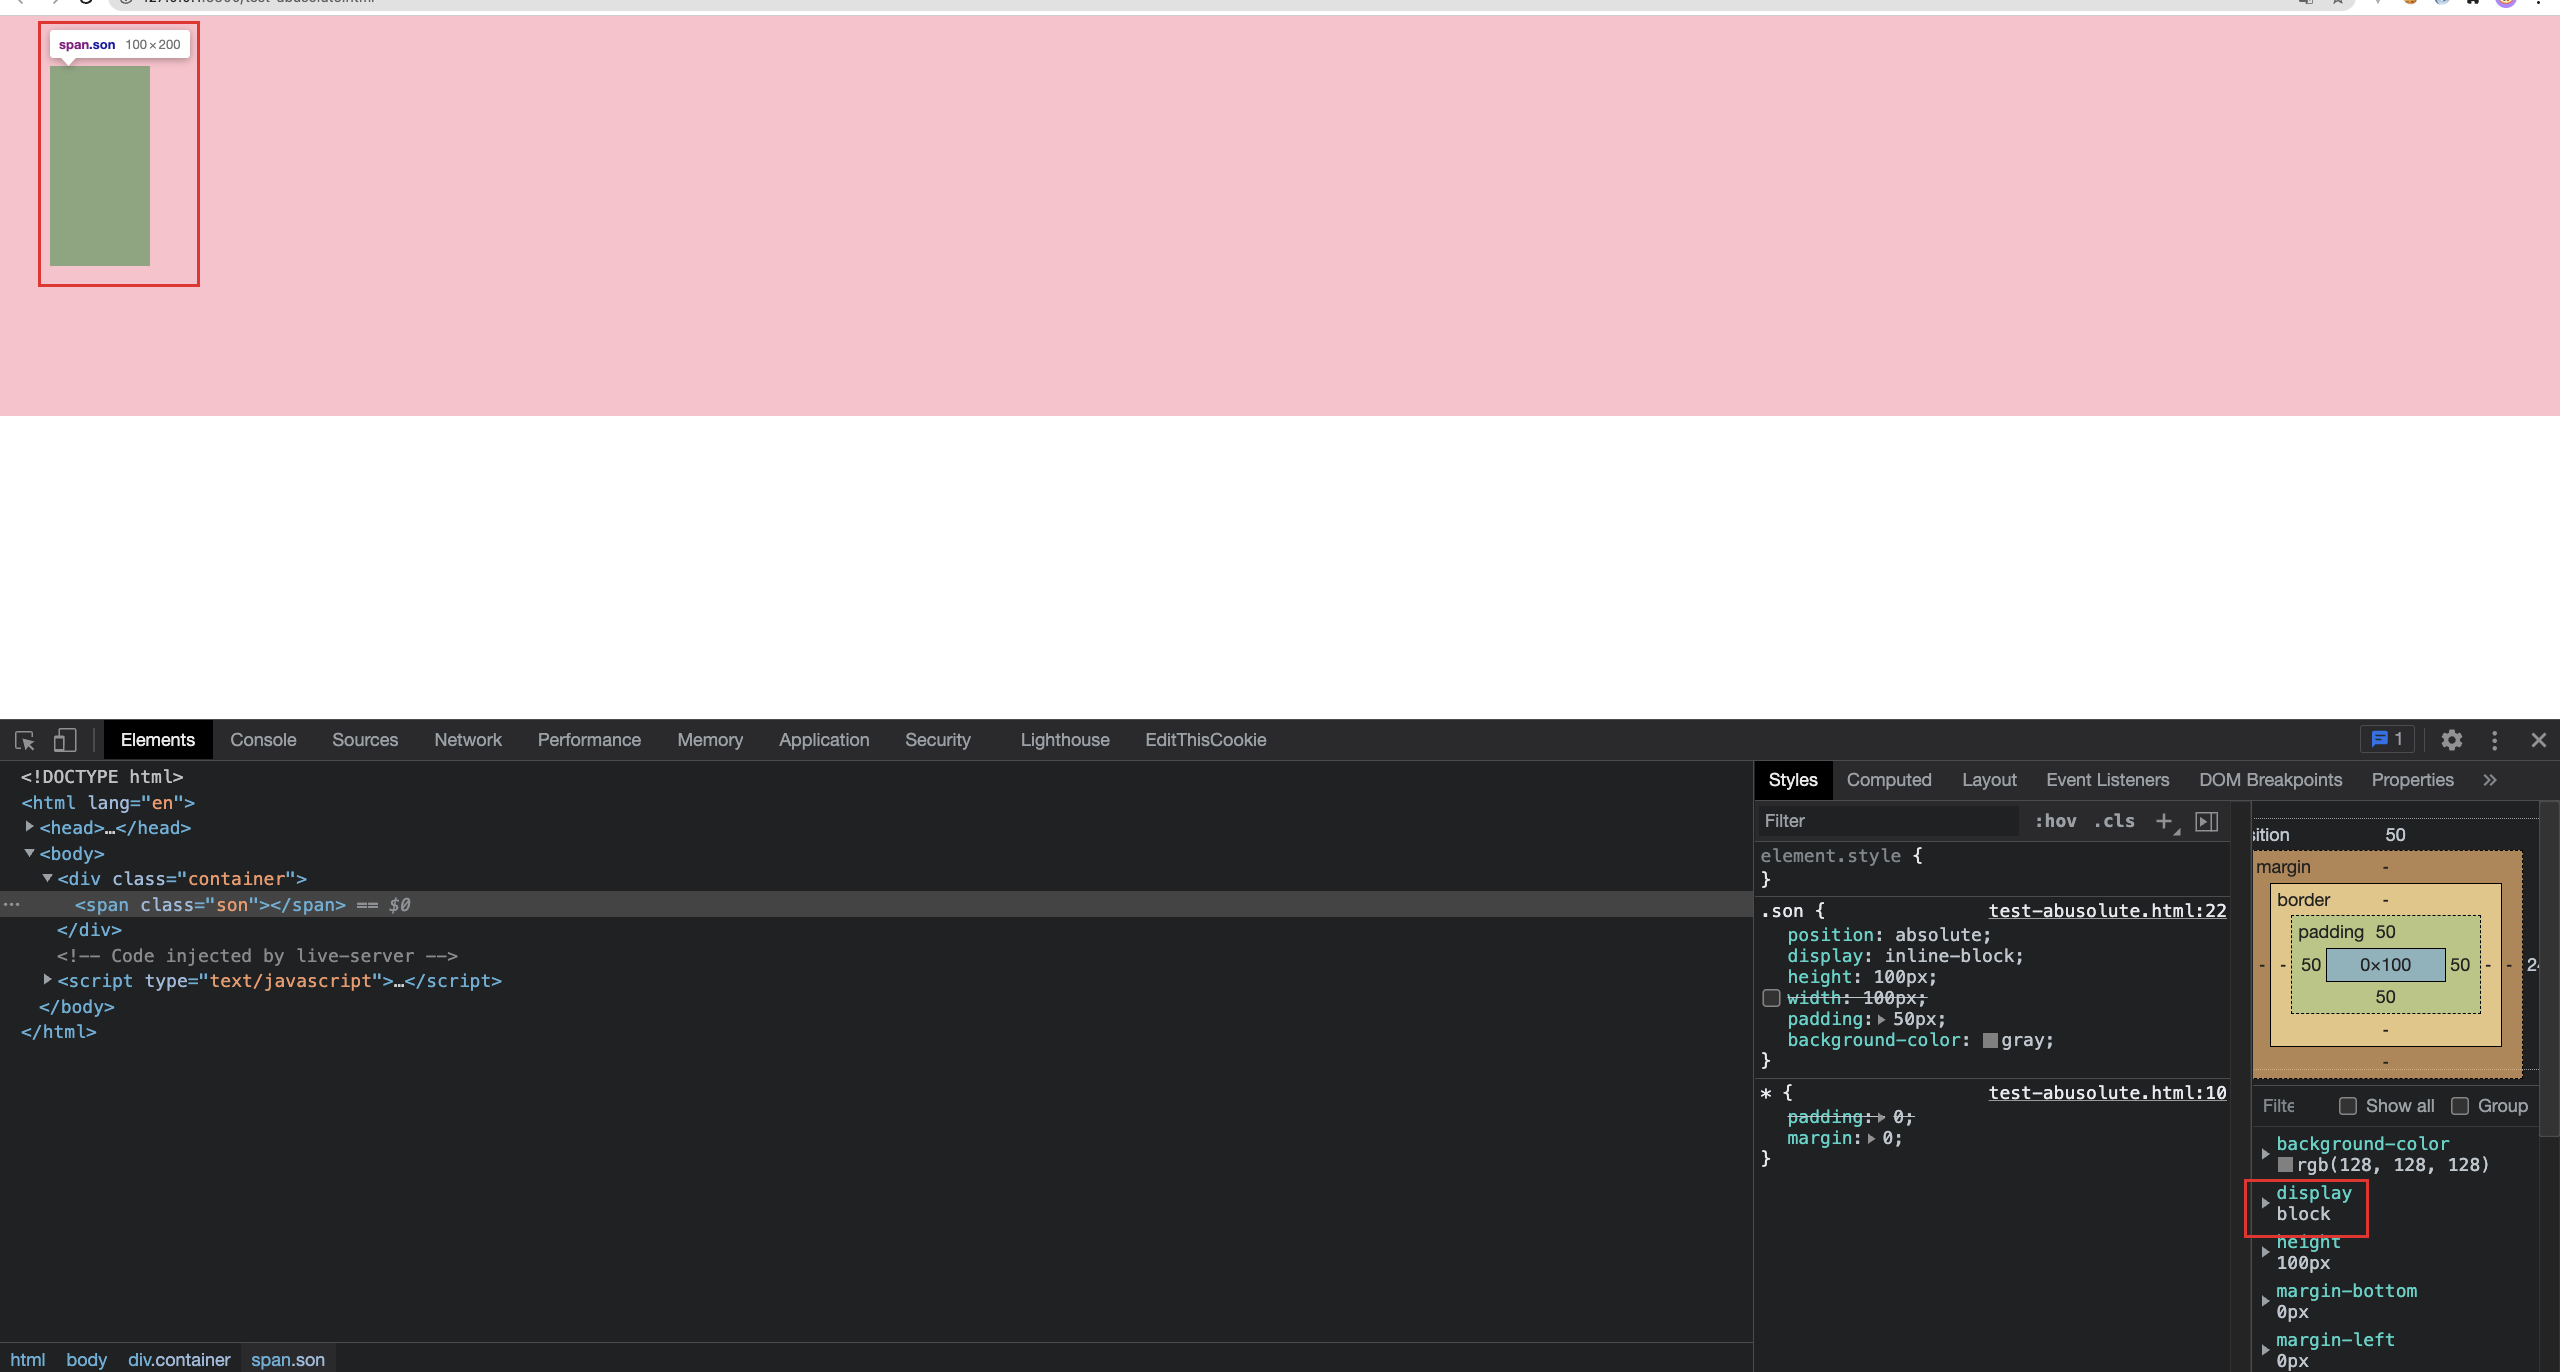 span.son 100×200
Elements Console Sources Network Performance Memory Application Security Lighthouse EditThisCookie 1
<!DOCTYPE html>
<html lang="en">
<head>…</head>
<body>
<div class="container">
<span class="son"></span> == $0
</div>
<!-- Code injected by live-server -->
<script type="text/javascript">…</script>
</body>
</html>
html body div.container span.son
Styles Computed Layout Event Listeners DOM Breakpoints Properties
Filter :hov .cls
element.style {
}
.son { test-abusolute.html:22
position: absolute;
display: inline-block;
height: 100px;
width: 100px;
padding: 50px;
background-color: gray;
}
* { test-abusolute.html:10
padding: 0;
margin: 0;
}
50
margin -
border -
padding 50
- - 50 0×100 50 - -
50
-
-
Show all Group
background-color
rgb(128, 128, 128)
display
block
height
100px
margin-bottom
0px
margin-left
0px